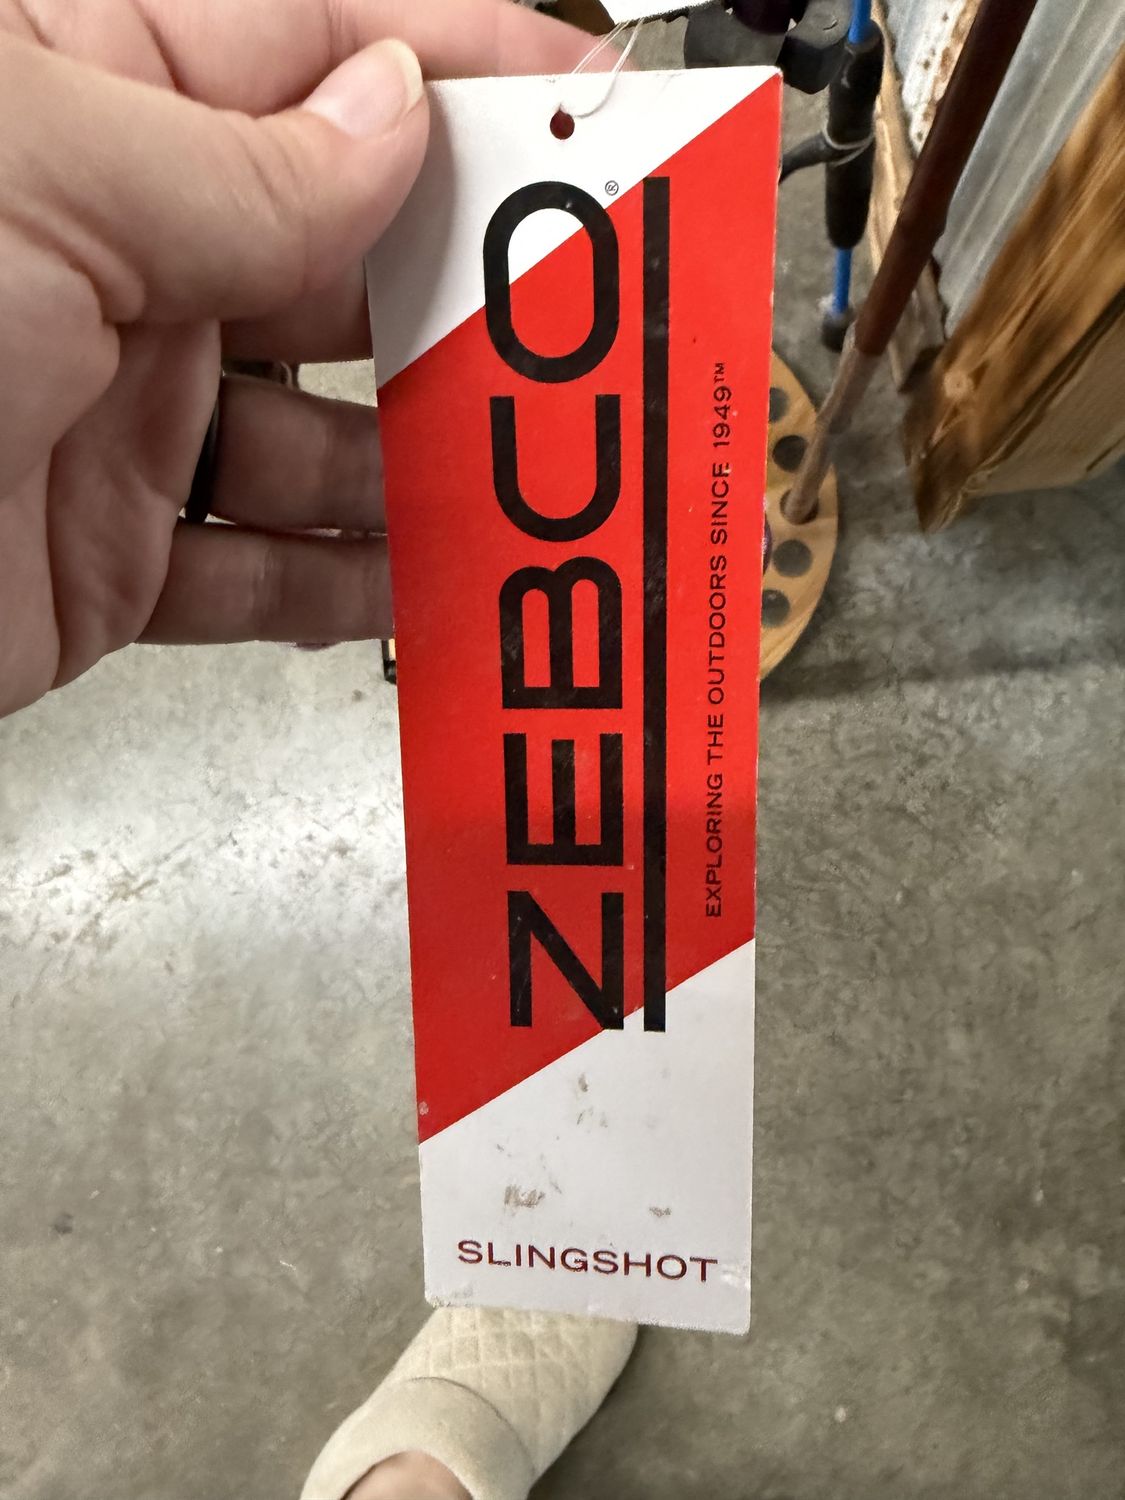 ZEBCO®
EXPLORING THE OUTDOORS SINCE 1949™
SLINGSHOT